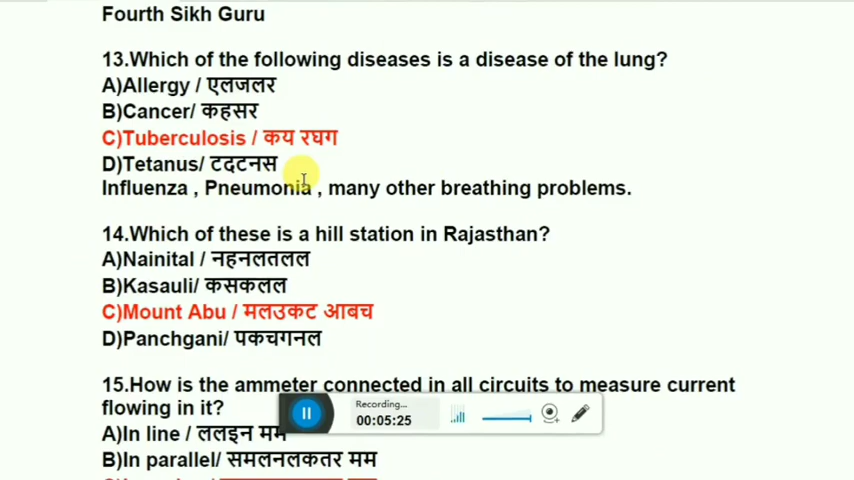 Fourth Sikh Guru
13.Which of the following diseases is a disease of the lung?
A)Allergy / एलजलर
B)Cancer/ कहसर
C)Tuberculosis / कय रघग
D)Tetanus/ टदटनस
Influenza , Pneumonia , many other breathing problems.
14.Which of these is a hill station in Rajasthan?
A)Nainital / नहनलतलल
B)Kasauli/ कसकलल
C)Mount Abu / मलउकट आबच
D)Panchgani/ पकचगनल
15.How is the ammeter connected in all circuits to measure current
flowing in it?
Recording...
00:05:25
A)In line / ललइन मम
B)In parallel/ समलनलकतर मम